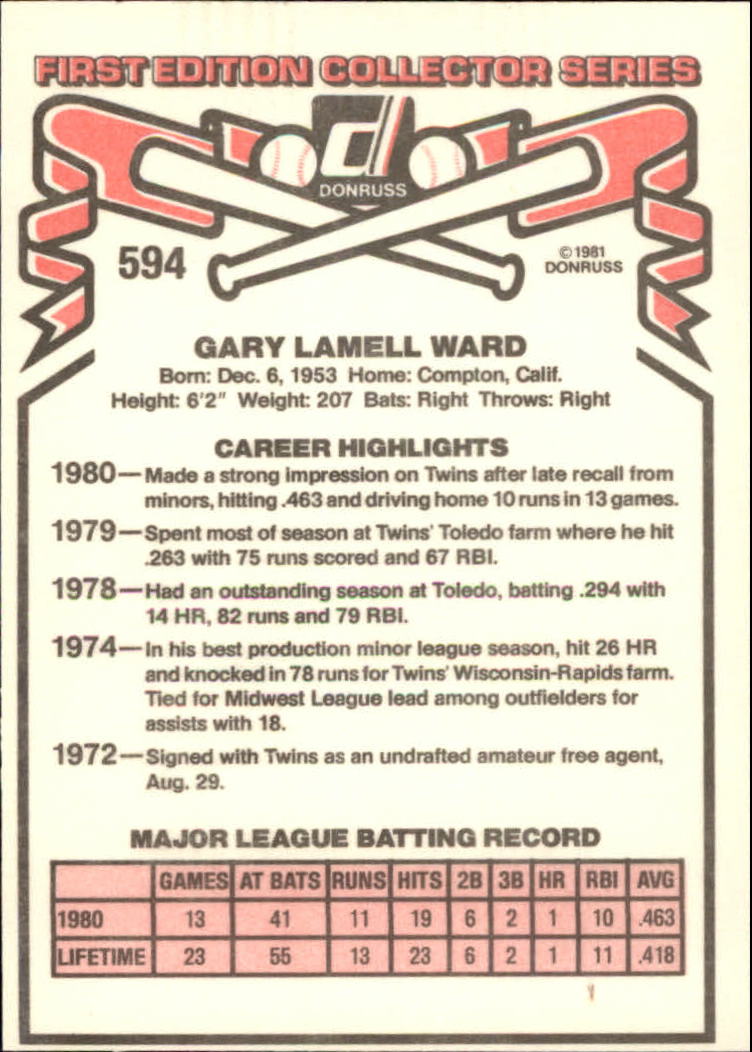 FIRST EDITION COLLECTOR SERIES
d
DONRUSS
594
© 1981
DONRUSS
GARY LAMELL WARD
Born: Dec. 6, 1953 Home: Compton, Calif.
Height: 6'2" Weight: 207 Bats: Right Throws: Right
CAREER HIGHLIGHTS
1980—Made a strong impression on Twins after late recall from
minors, hitting .463 and driving home 10 runs in 13 games.
1979—Spent most of season at Twins' Toledo farm where he hit
.263 with 75 runs scored and 67 RBI.
1978—Had an outstanding season at Toledo, batting .294 with
14 HR, 82 runs and 79 RBI.
1974—In his best production minor league season, hit 26 HR
and knocked in 78 runs for Twins' Wisconsin-Rapids farm.
Tied for Midwest League lead among outfielders for
assists with 18.
1972—Signed with Twins as an undrafted amateur free agent,
Aug. 29.
MAJOR LEAGUE BATTING RECORD
GAMES AT BATS RUNS HITS 2B 3B HR RBI AVG
1980 13 41 11 19 6 2 1 10 .463
LIFETIME 23 55 13 23 6 2 1 11 .418